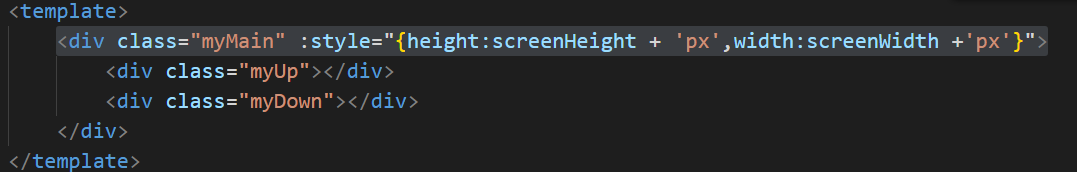 <template>
<div class="myMain" :style="{height:screenHeight + 'px',width:screenWidth +'px'}">
<div class="myUp"></div>
<div class="myDown"></div>
</div>
</template>